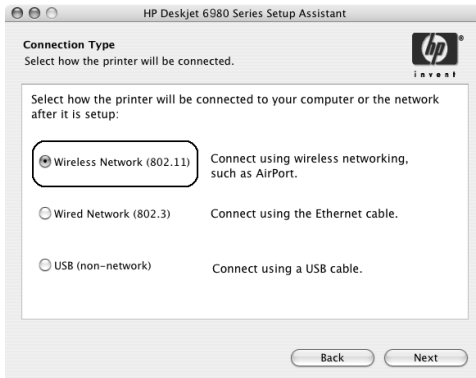 HP Deskjet 6980 Series Setup Assistant
Connection Type
Select how the printer will be connected.
hp
invent
Select how the printer will be connected to your computer or the network
after it is setup:
Wireless Network (802.11)
Connect using wireless networking,
such as AirPort.
Wired Network (802.3)
Connect using the Ethernet cable.
USB (non-network)
Connect using a USB cable.
Back
Next